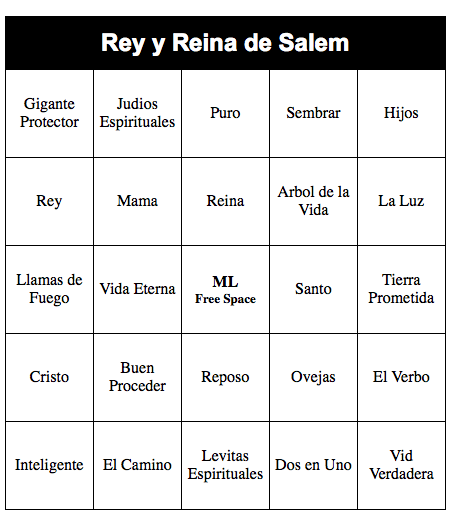 Rey y Reina de Salem
Gigante
Protector
Judios
Espirituales
Puro
Sembrar
Hijos
Rey
Mama
Reina
Arbol de la
Vida
La Luz
Llamas de
Fuego
Vida Eterna
ML
Free Space
Santo
Tierra
Prometida
Cristo
Buen
Proceder
Reposo
Ovejas
El Verbo
Inteligente
El Camino
Levitas
Espirituales
Dos en Uno
Vid
Verdadera